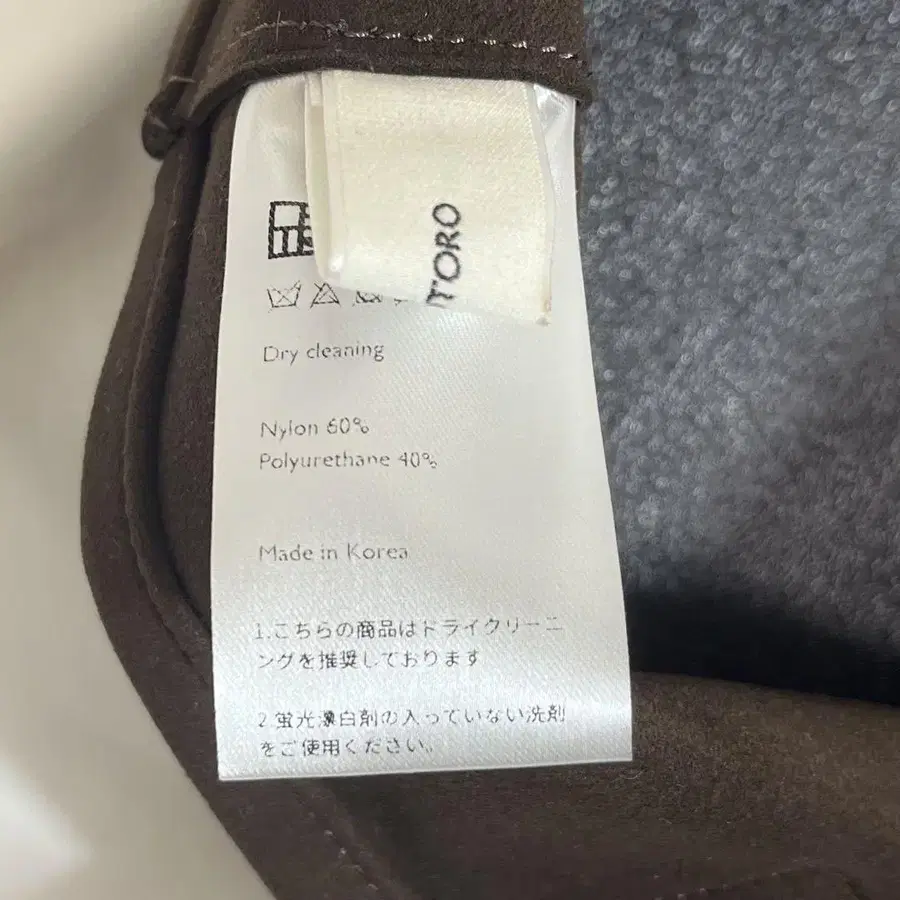 TORO
Dry cleaning
Nylon 60%
Polyurethane 40%
Made in Korea
1.こちらの商品はドライクリーニ
ングを推奨しております
2 蛍光漂白剤の入っていない洗剤
をご使用ください。